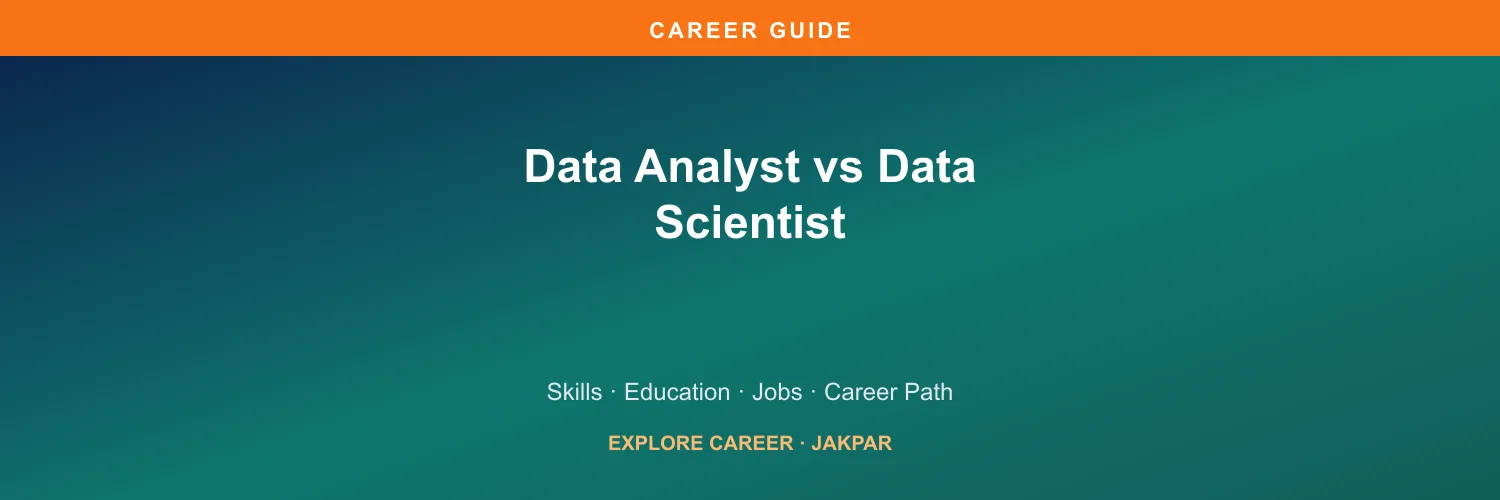 CAREER GUIDE
Data Analyst vs Data
Scientist
Skills · Education · Jobs · Career Path
EXPLORE CAREER · JAKPAR